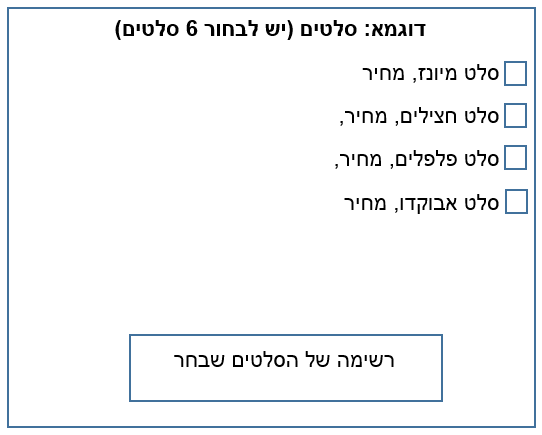 דוגמא: סלטים (יש לבחור 6 סלטים)
סלט מיונז, מחיר
סלט חצילים, מחיר,
סלט פלפלים, מחיר,
סלט אבוקדו, מחיר
רשימה של הסלטים שבחר